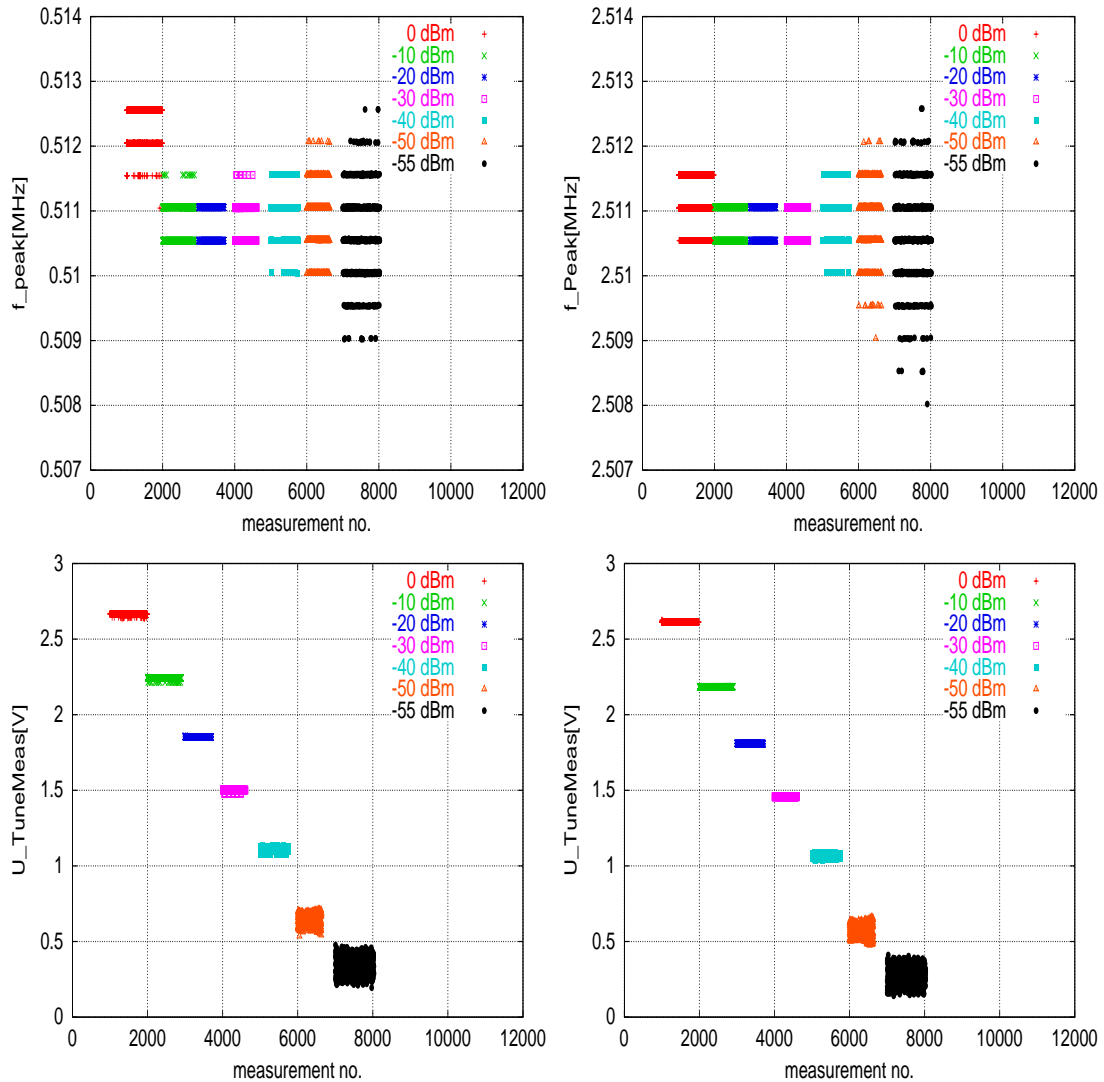 0.514
0.513
0.512
0.511
0.51
0.509
0.508
0.507
f_peak[MHz]
0 2000 4000 6000 8000 10000 12000
measurement no.
0 dBm
-10 dBm
-20 dBm
-30 dBm
-40 dBm
-50 dBm
-55 dBm
2.514
2.513
2.512
2.511
2.51
2.509
2.508
2.507
f_Peak[MHz]
0 2000 4000 6000 8000 10000 12000
measurement no.
0 dBm
-10 dBm
-20 dBm
-30 dBm
-40 dBm
-50 dBm
-55 dBm
3
2.5
2
1.5
1
0.5
0
U_TuneMeas[V]
0 2000 4000 6000 8000 10000 12000
measurement no.
0 dBm
-10 dBm
-20 dBm
-30 dBm
-40 dBm
-50 dBm
-55 dBm
3
2.5
2
1.5
1
0.5
0
U_TuneMeas[V]
0 2000 4000 6000 8000 10000 12000
measurement no.
0 dBm
-10 dBm
-20 dBm
-30 dBm
-40 dBm
-50 dBm
-55 dBm